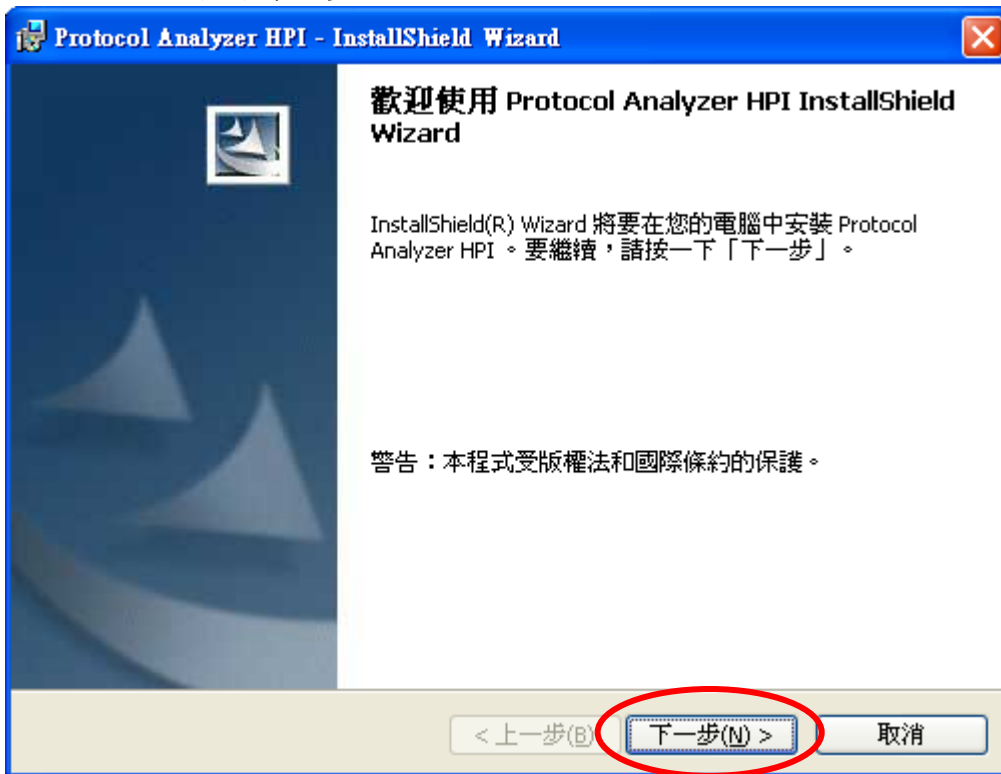 Protocol Analyzer HPI - InstallShield Wizard
歡迎使用 Protocol Analyzer HPI InstallShield
Wizard
InstallShield(R) Wizard 將要在您的電腦中安裝 Protocol
Analyzer HPI 。要繼續，請按一下「下一步」。
警告：本程式受版權法和國際條約的保護。
< 上一步(B)
下一步(N) >
取消